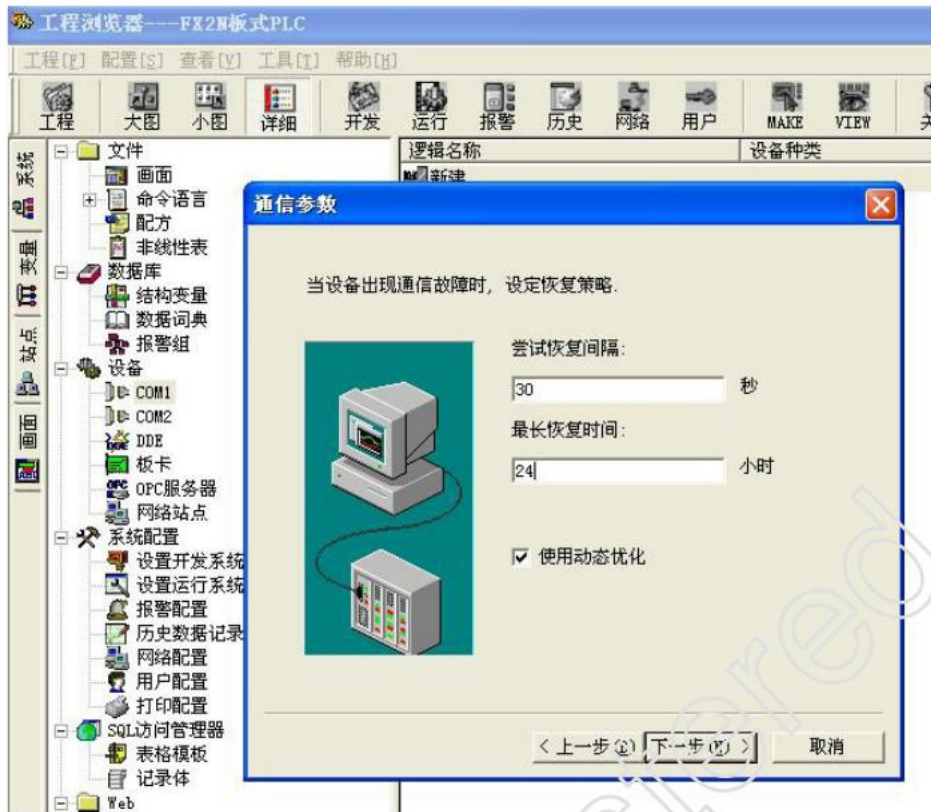 工程浏览器---FX2N板式PLC
工程[F] 配置[S] 查看[V] 工具[T] 帮助[H]
工程 大图 小图 详细 开发 运行 报警 历史 网络 用户 MAKE VIEW
逻辑名称 设备种类
新建
系统
变量
站点
画面
文件
画面
命令语言
配方
非线性表
数据库
结构变量
数据词典
报警组
设备
COM1
COM2
DDE
板卡
OPC服务器
网络站点
系统配置
设置开发系统
设置运行系统
报警配置
历史数据记录
网络配置
用户配置
打印配置
SQL访问管理器
表格模板
记录体
Web
通信参数
当设备出现通信故障时, 设定恢复策略.
尝试恢复间隔:
30 秒
最长恢复时间:
24 小时
使用动态优化
<上一步(B) 下一步(N) > 取消